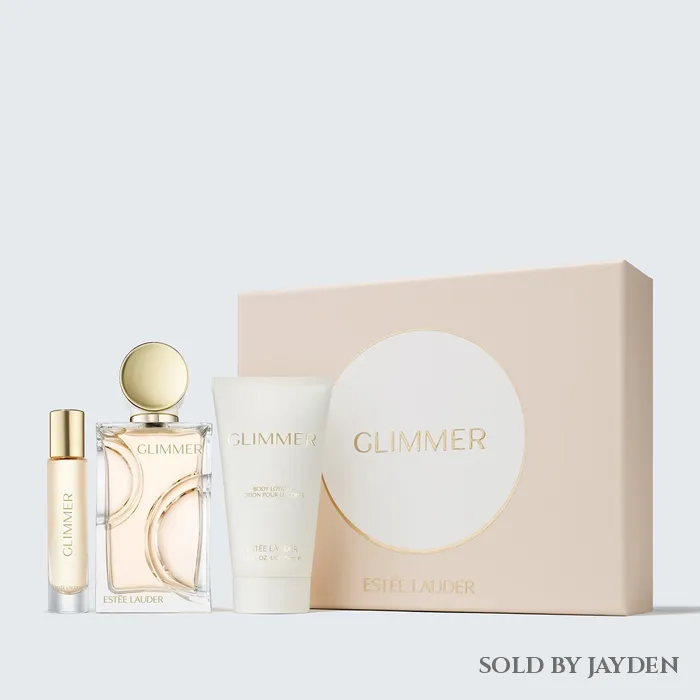 GLIMMER
GLIMMER
ESTĒE LAUDER
GLIMMER
BODY LOTION
ESTĒE LAUDER
GLIMMER
ESTĒE LAUDER
SOLD BY JAYDEN